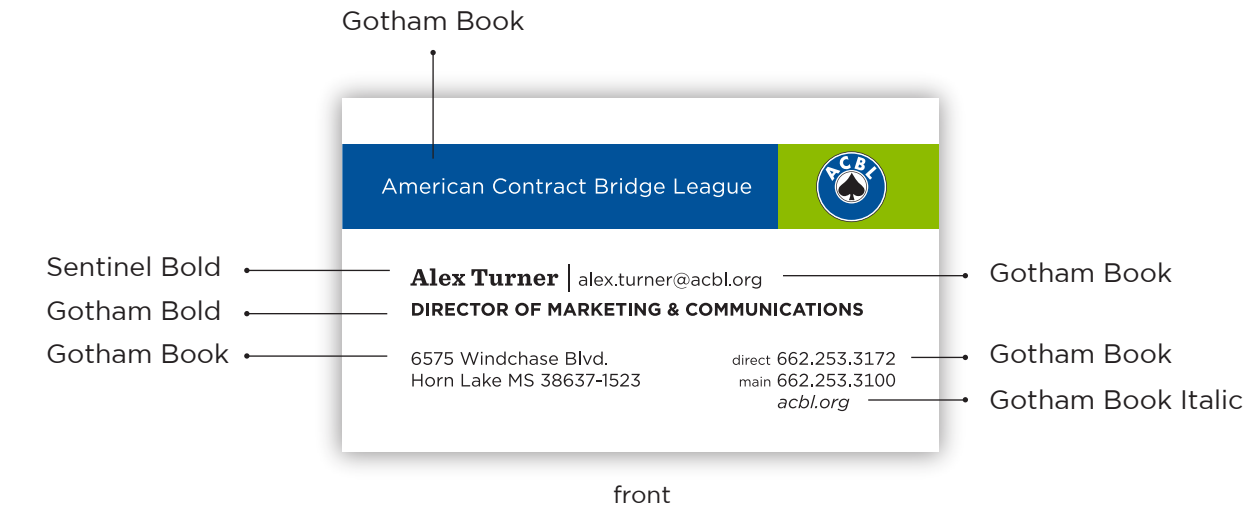 Gotham Book
American Contract Bridge League
ACBL
Sentinel Bold
Alex Turner | alex.turner@acbl.org
Gotham Book
Gotham Bold
DIRECTOR OF MARKETING & COMMUNICATIONS
Gotham Book
6575 Windchase Blvd.
Horn Lake MS 38637-1523
direct 662.253.3172
main 662.253.3100
acbl.org
Gotham Book
Gotham Book Italic
front